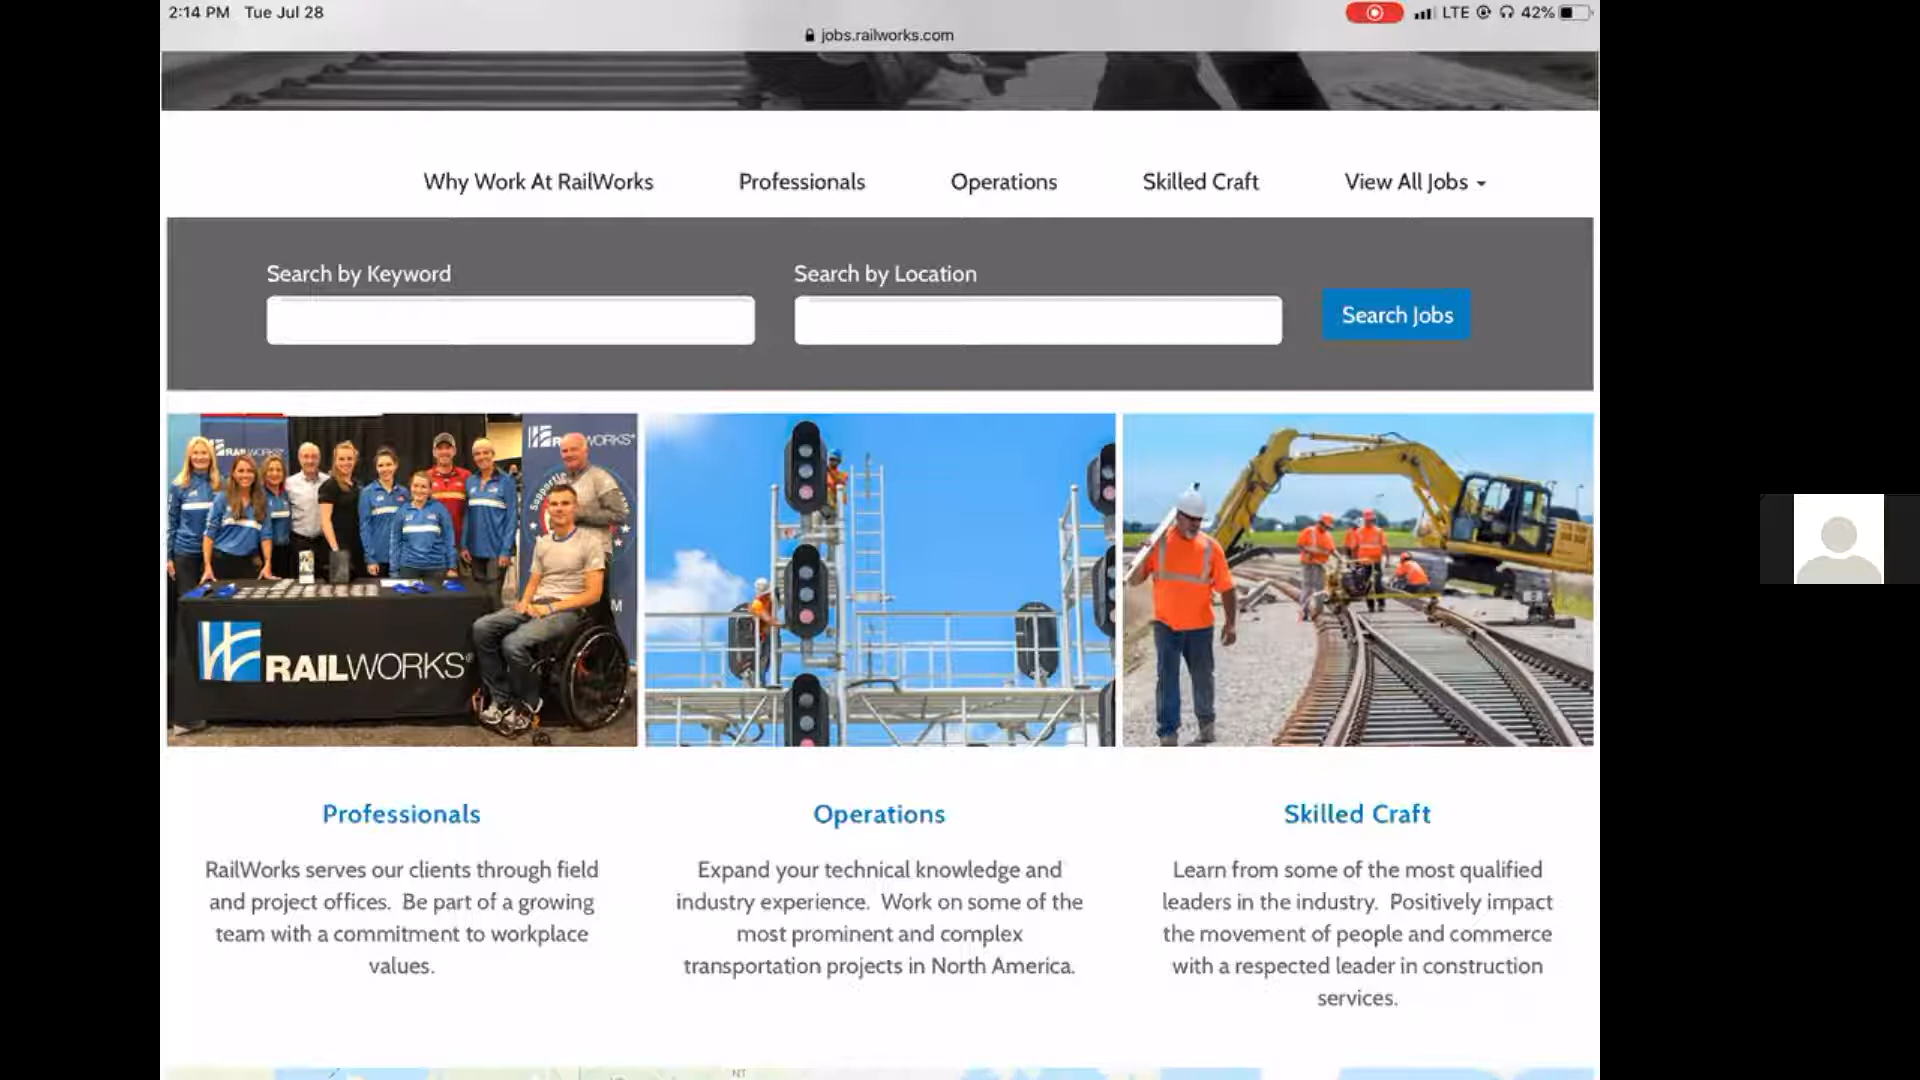 2:14 PM Tue Jul 28
LTE 42%
jobs.railworks.com
Why Work At RailWorks Professionals Operations Skilled Craft View All Jobs
Search by Keyword Search by Location
Search Jobs
RAILWORKS
Supporting
RAILWORKS®
Professionals
RailWorks serves our clients through field
and project offices. Be part of a growing
team with a commitment to workplace
values.
Operations
Expand your technical knowledge and
industry experience. Work on some of the
most prominent and complex
transportation projects in North America.
Skilled Craft
Learn from some of the most qualified
leaders in the industry. Positively impact
the movement of people and commerce
with a respected leader in construction
services.
NT